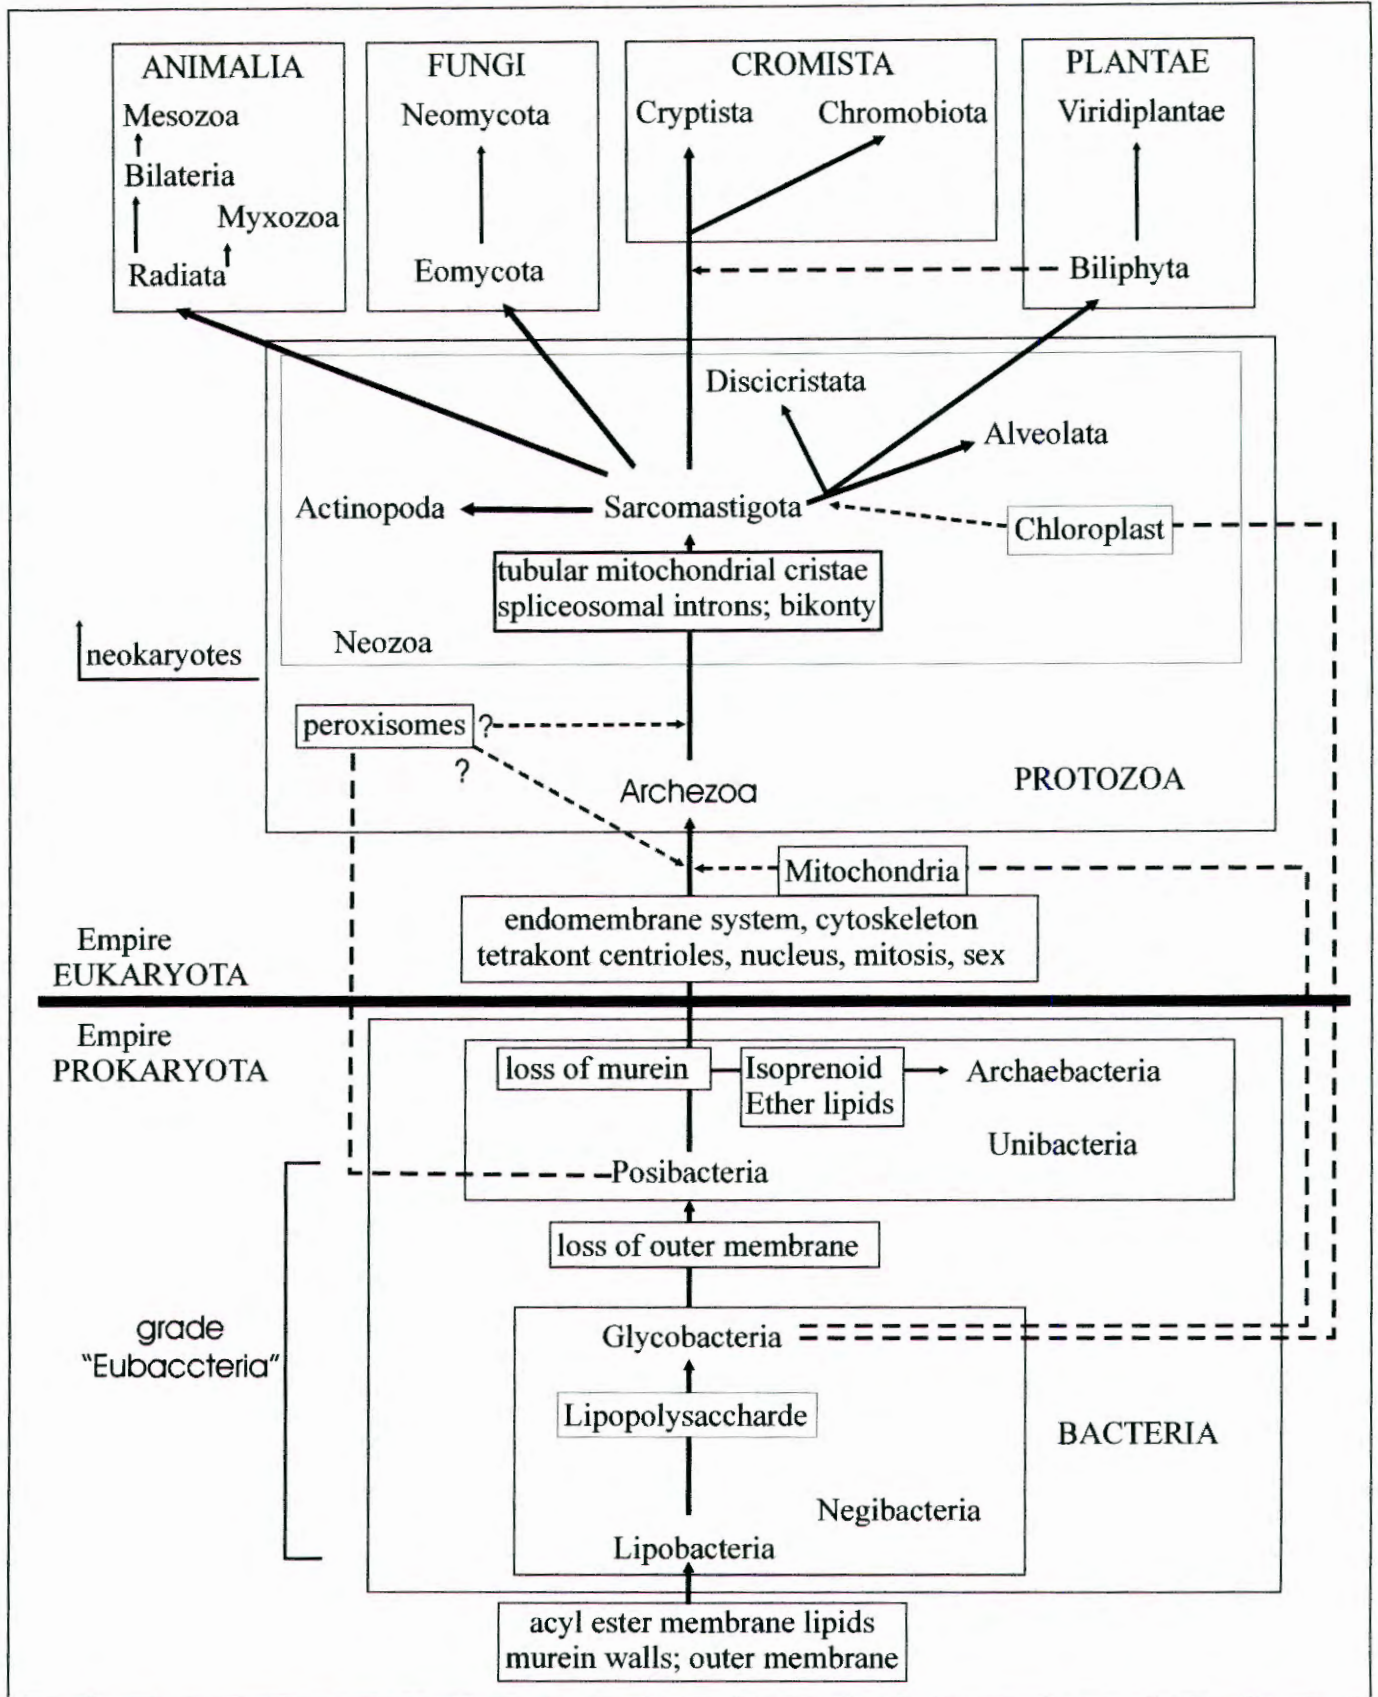 ANIMALIA
Mesozoa
Bilateria
Myxozoa
Radiata
FUNGI
Neomycota
Eomycota
CROMISTA
Cryptista
Chromobiota
PLANTAE
Viridiplantae
Biliphyta
Discicristata
Alveolata
Actinopoda
Sarcomastigota
Chloroplast
tubular mitochondrial cristae
spliceosomal introns; bikonty
Neozoa
neokaryotes
peroxisomes
?
?
Archezoa
PROTOZOA
Mitochondria
endomembrane system, cytoskeleton
tetrakont centrioles, nucleus, mitosis, sex
Empire
EUKARYOTA
Empire
PROKARYOTA
loss of murein
Isoprenoid
Ether lipids
Archaebacteria
Unibacteria
Posibacteria
loss of outer membrane
grade
"Eubaccteria"
Glycobacteria
Lipopolysaccharde
BACTERIA
Negibacteria
Lipobacteria
acyl ester membrane lipids
murein walls; outer membrane